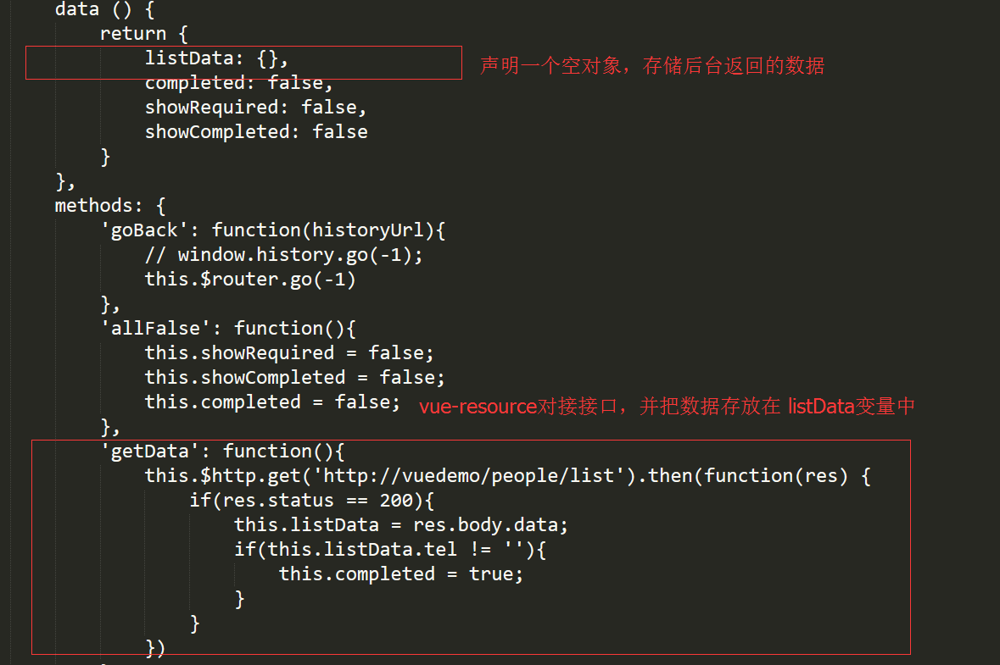 data () {
return {
listData: {},
声明一个空对象，存储后台返回的数据
completed: false,
showRequired: false,
showCompleted: false
}
},
methods: {
'goBack': function(historyUrl){
// window.history.go(-1);
this.$router.go(-1)
},
'allFalse': function(){
this.showRequired = false;
this.showCompleted = false;
this.completed = false;
vue-resource对接接口，并把数据存放在 listData变量中
},
'getData': function(){
this.$http.get('http://vuedemo/people/list').then(function(res) {
if(res.status == 200){
this.listData = res.body.data;
if(this.listData.tel != ''){
this.completed = true;
}
}
})